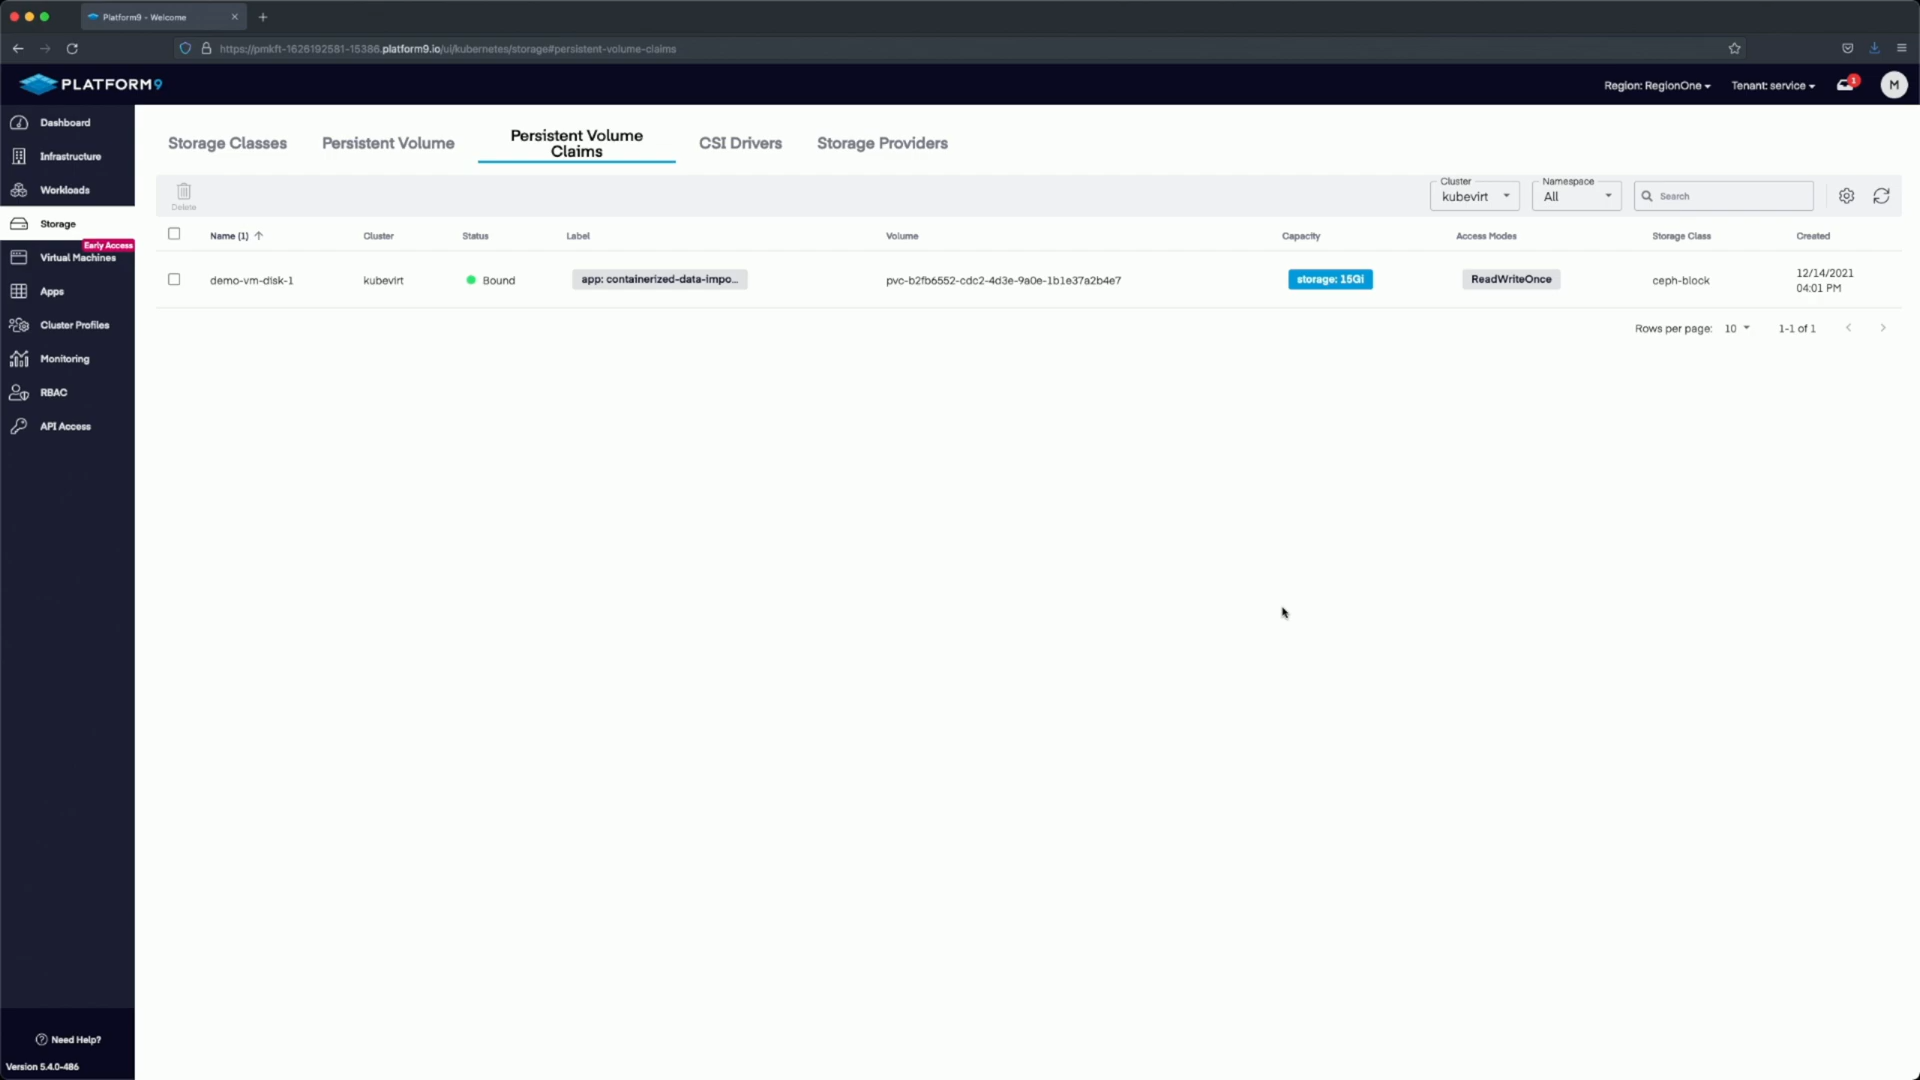 Platform9 - Welcome
https://pmkft-1626192581-15386.platform9.io/ui/kubernetes/storage#persistent-volume-claims
PLATFORM9
Region: RegionOne
Tenant: service
1
M
Dashboard
Infrastructure
Workloads
Storage
Early Access
Virtual Machines
Apps
Cluster Profiles
Monitoring
RBAC
API Access
Need Help?
Version 5.4.0-486
Storage Classes
Persistent Volume
Persistent Volume
Claims
CSI Drivers
Storage Providers
Delete
Cluster
kubevirt
Namespace
All
Search
Name (1) Cluster Status Label Volume Capacity Access Modes Storage Class Created
demo-vm-disk-1 kubevirt Bound app: containerized-data-impo... pvc-b2fb6552-cdc2-4d3e-9a0e-1b1e37a2b4e7 storage: 15Gi ReadWriteOnce ceph-block 12/14/2021
04:01 PM
Rows per page: 10 1-1 of 1